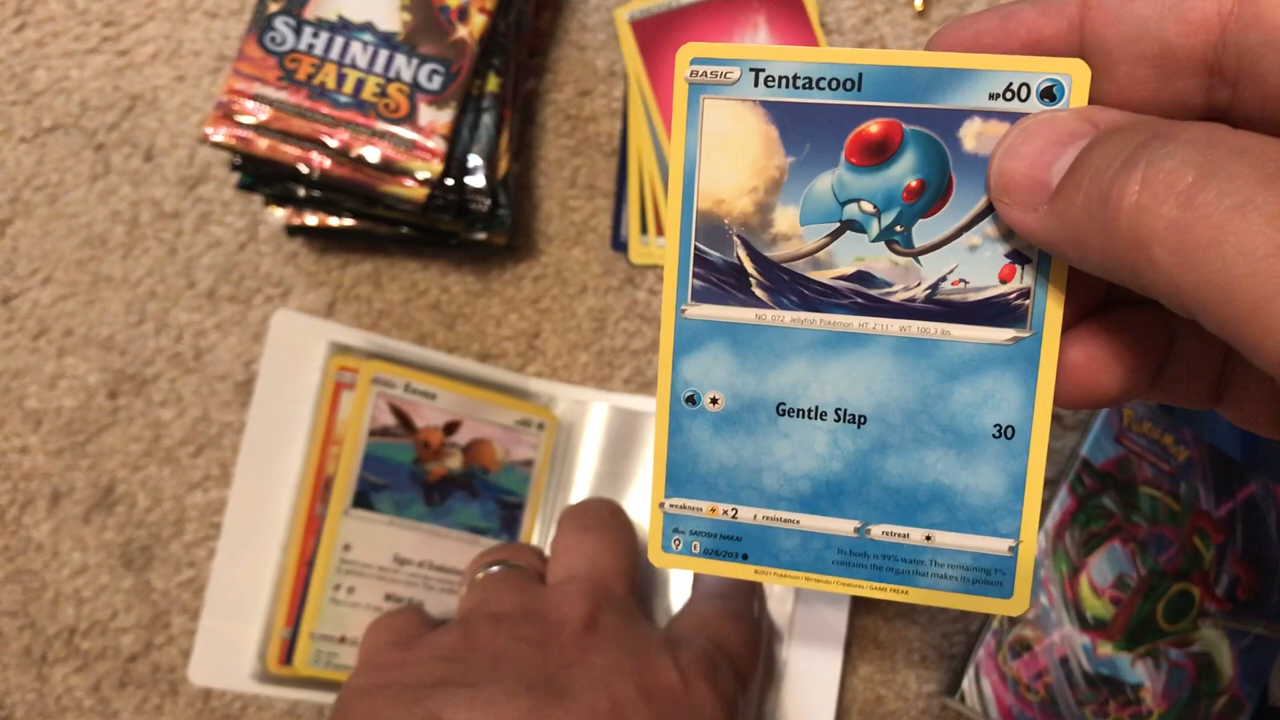 SHINING
FATES
BASIC Tentacool HP 60
NO. 072 Jellyfish Pokémon HT: 2'11" WT: 100.3 lbs.
Gentle Slap 30
weakness ×2 resistance retreat
Illus. SATOSHI NAKAI
E 026/203
Its body is 99% water. The remaining 1%
contains the organ that makes its poison.
©2021 Pokémon / Nintendo / Creatures / GAME FREAK
Eevee
POKÉMON